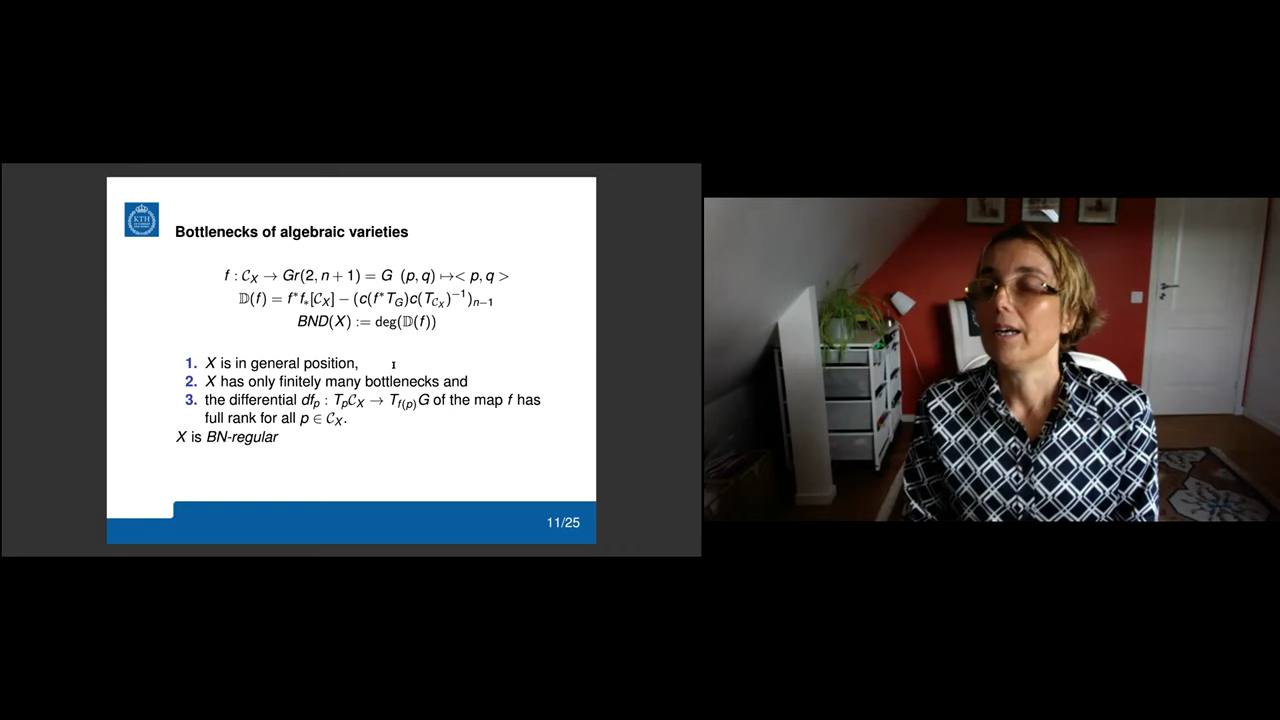 KTH
Bottlenecks of algebraic varieties
f : 𝒞_X → Gr(2, n + 1) = G (p, q) ↦< p, q >
𝔻(f) = f*f_*[𝒞_X] − (c(f*T_G)c(T_{𝒞_X})^{−1})_{n−1}
BND(X) := deg(𝔻(f))
1. X is in general position,
2. X has only finitely many bottlenecks and
3. the differential df_p : T_p𝒞_X → T_{f(p)}G of the map f has
full rank for all p ∈ 𝒞_X.
X is BN-regular
11/25